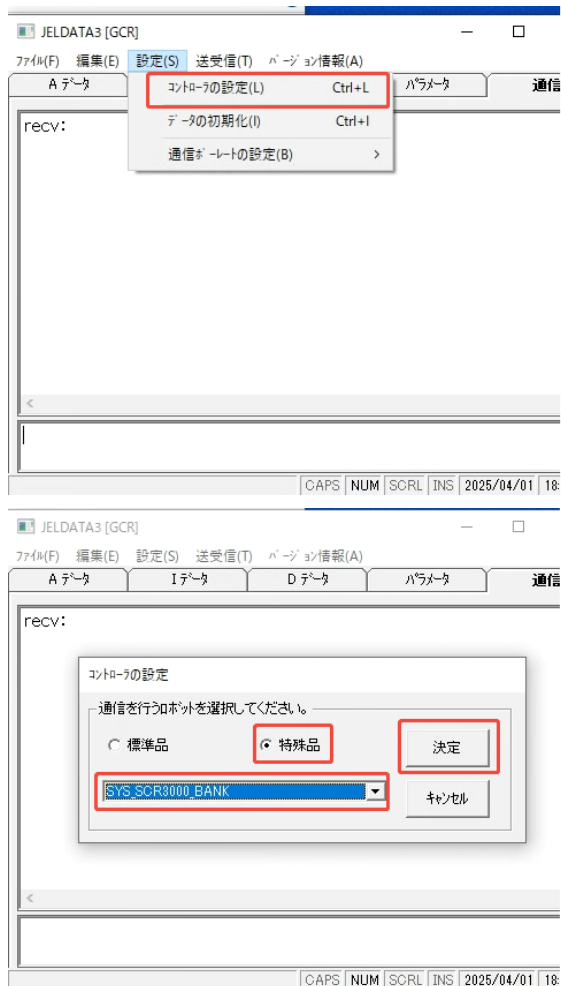 JELDATA3 [GCR]
ﾌｧｲﾙ(F) 編集(E) 設定(S) 送受信(T) ﾊﾞｰｼﾞｮﾝ情報(A)
A ﾃﾞｰﾀ ﾊﾟﾗﾒｰﾀ 通信
ｺﾝﾄﾛｰﾗの設定(L) Ctrl+L
ﾃﾞｰﾀの初期化(I) Ctrl+I
通信ﾎﾞｰﾚｰﾄの設定(B) >
recv:
CAPS NUM SCRL INS 2025/04/01 18:
JELDATA3 [GCR]
ﾌｧｲﾙ(F) 編集(E) 設定(S) 送受信(T) ﾊﾞｰｼﾞｮﾝ情報(A)
A ﾃﾞｰﾀ I ﾃﾞｰﾀ D ﾃﾞｰﾀ ﾊﾟﾗﾒｰﾀ 通信
recv:
ｺﾝﾄﾛｰﾗの設定
通信を行うﾛﾎﾞｯﾄを選択してください。
標準品 特殊品 決定
SYS_SCR3000_BANK ｷｬﾝｾﾙ
CAPS NUM SCRL INS 2025/04/01 18: